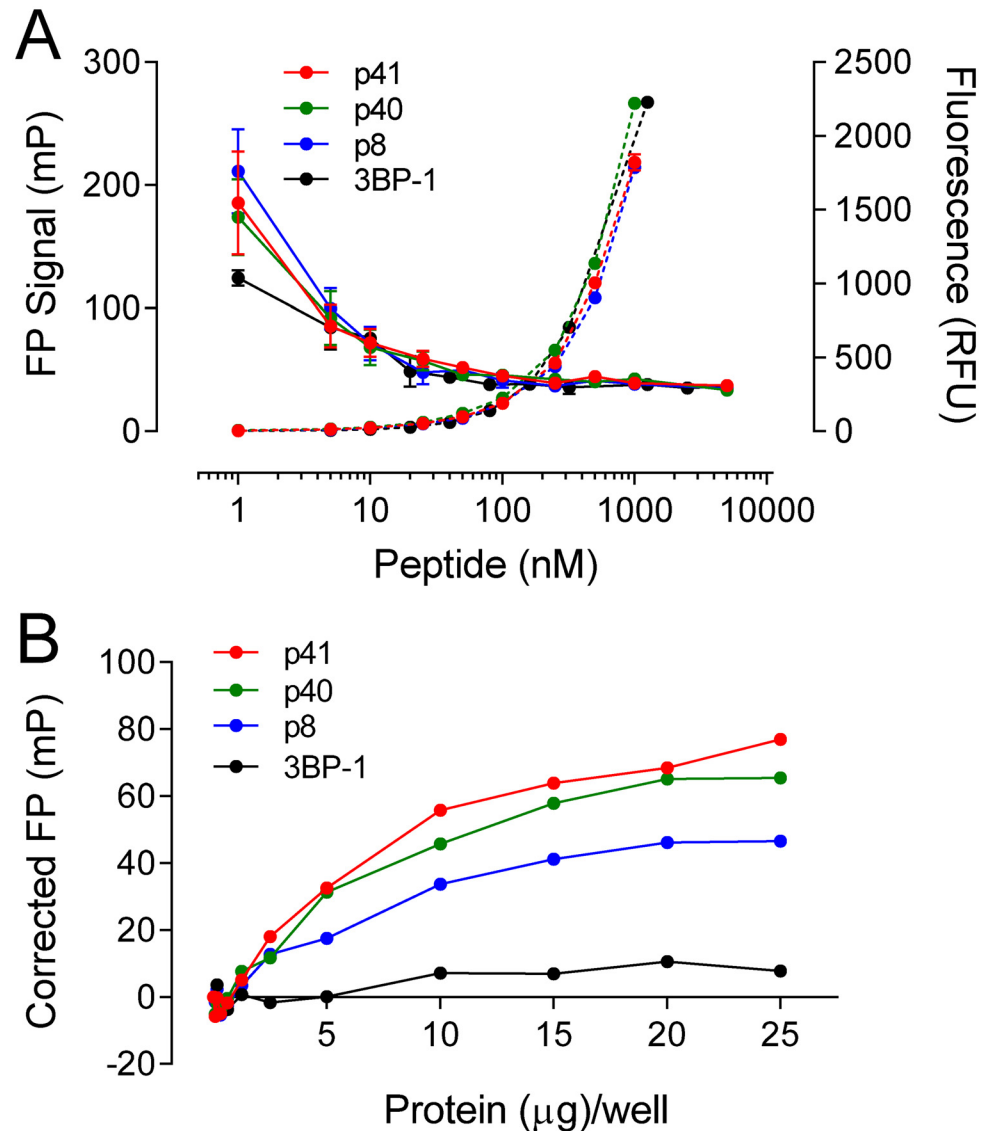 A
300
200
100
0
FP Signal (mP)
p41
p40
p8
3BP-1
2500
2000
1500
1000
500
0
Fluorescence (RFU)
1 10 100 1000 10000
Peptide (nM)
B
100
80
60
40
20
0
-20
Corrected FP (mP)
p41
p40
p8
3BP-1
5 10 15 20 25
Protein (μg)/well